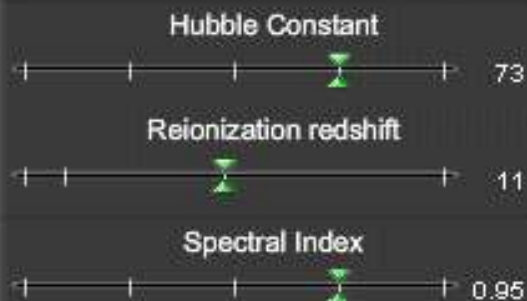 Hubble Constant
73
Reionization redshift
11
Spectral Index
0.95